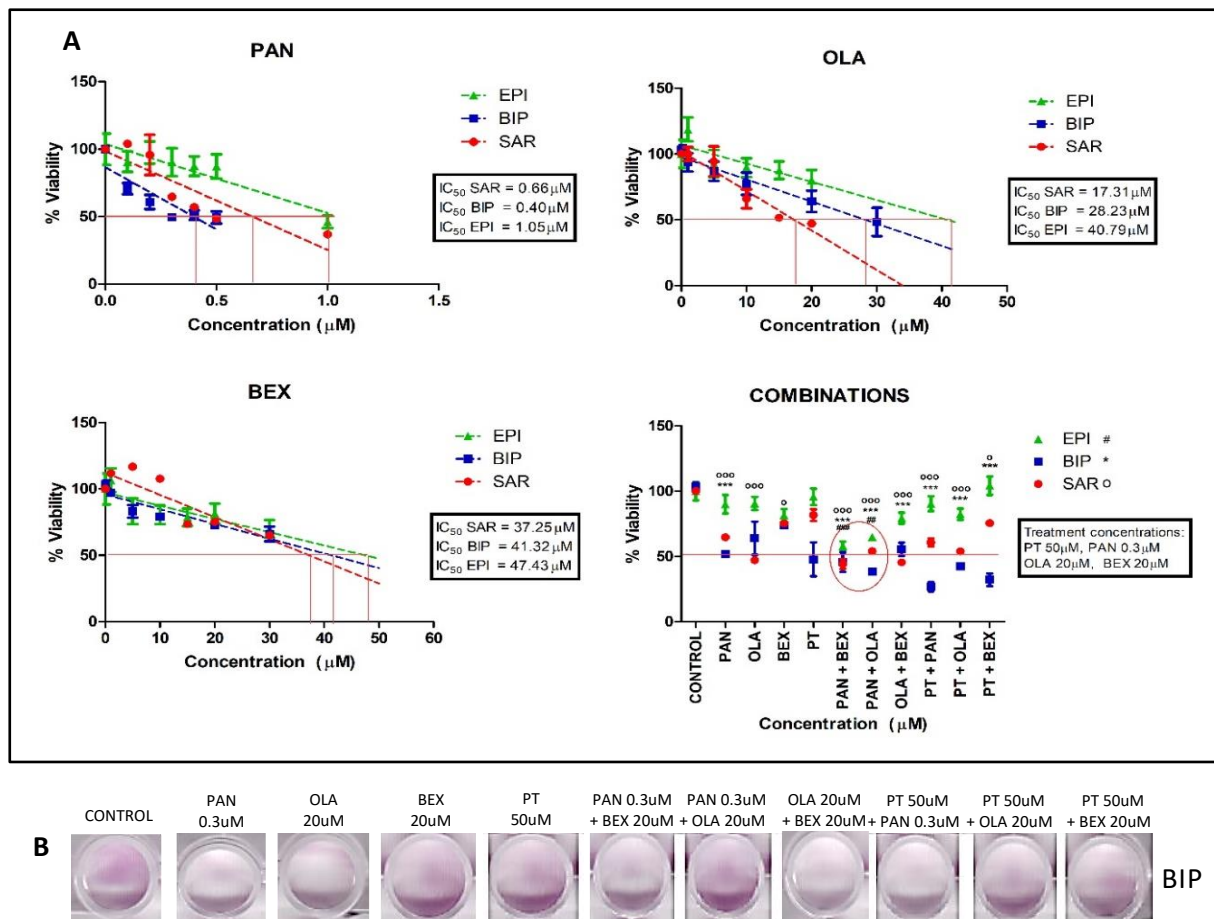 A
PAN
% Viability
150
100
50
0
0.0
0.5
1.0
1.5
Concentration (µM)
EPI
BIP
SAR
IC50 SAR = 0.66µM
IC50 BIP = 0.40µM
IC50 EPI = 1.05µM
OLA
% Viability
150
100
50
0
0
10
20
30
40
50
Concentration (µM)
EPI
BIP
SAR
IC50 SAR = 17.31µM
IC50 BIP = 28.23µM
IC50 EPI = 40.79µM
BEX
% Viability
150
100
50
0
0
10
20
30
40
50
60
Concentration (µM)
EPI
BIP
SAR
IC50 SAR = 37.25µM
IC50 BIP = 41.32µM
IC50 EPI = 47.43µM
COMBINATIONS
% Viability
150
100
50
0
ooo
***
ooo
o
ooo
***
###
ooo
***
##
ooo
***
ooo
***
ooo
***
o
***
CONTROL
PAN
OLA
BEX
PT
PAN + BEX
PAN + OLA
OLA + BEX
PT + PAN
PT + OLA
PT + BEX
Concentration (µM)
EPI #
BIP *
SAR o
Treatment concentrations:
PT 50µM, PAN 0.3µM
OLA 20µM, BEX 20µM
B
CONTROL
PAN
0.3uM
OLA
20uM
BEX
20uM
PT
50uM
PAN 0.3uM
+ BEX 20uM
PAN 0.3uM
+ OLA 20uM
OLA 20uM
+ BEX 20uM
PT 50uM
+ PAN 0.3uM
PT 50uM
+ OLA 20uM
PT 50uM
+ BEX 20uM
BIP